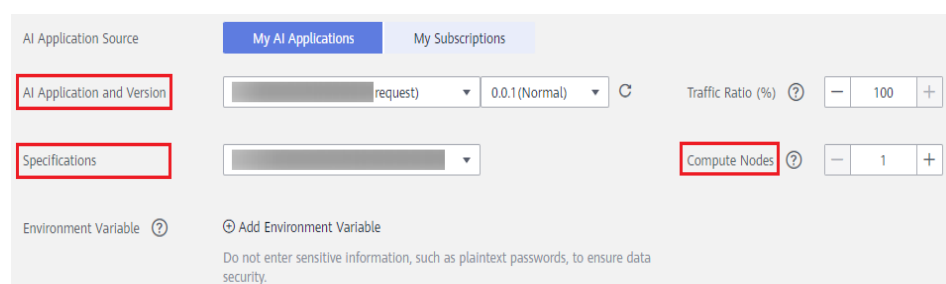 AI Application Source My AI Applications My Subscriptions
AI Application and Version request) 0.0.1(Normal) Traffic Ratio (%) ? — 100 +
Specifications Compute Nodes ? — 1 +
Environment Variable ? Add Environment Variable
Do not enter sensitive information, such as plaintext passwords, to ensure data
security.